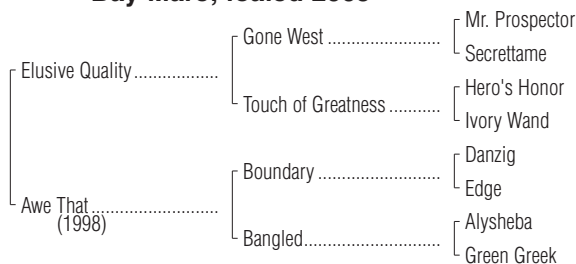 Bay Mare; foaled
Mr. Prospector
Gone West
Secrettame
Elusive Quality
Hero's Honor
Touch of Greatness
Ivory Wand
Danzig
Boundary
Edge
Awe That
(1998)
Alysheba
Bangled
Green Greek